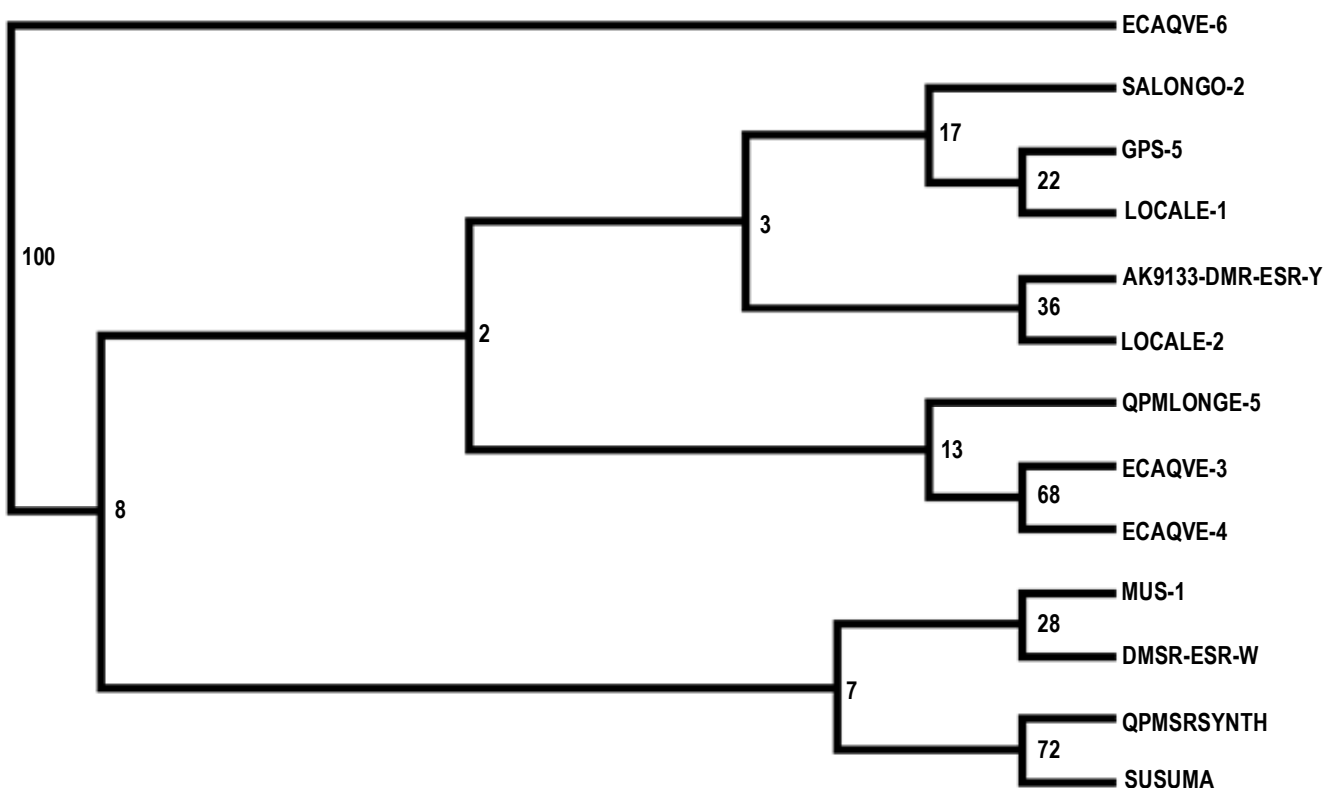 ECAQVE-6
SALONGO-2
17
GPS-5
22
LOCALE-1
3
100
AK9133-DMR-ESR-Y
36
2
LOCALE-2
QPMLONGE-5
13
ECAQVE-3
68
8
ECAQVE-4
MUS-1
28
DMSR-ESR-W
7
QPMSRSYNTH
72
SUSUMA